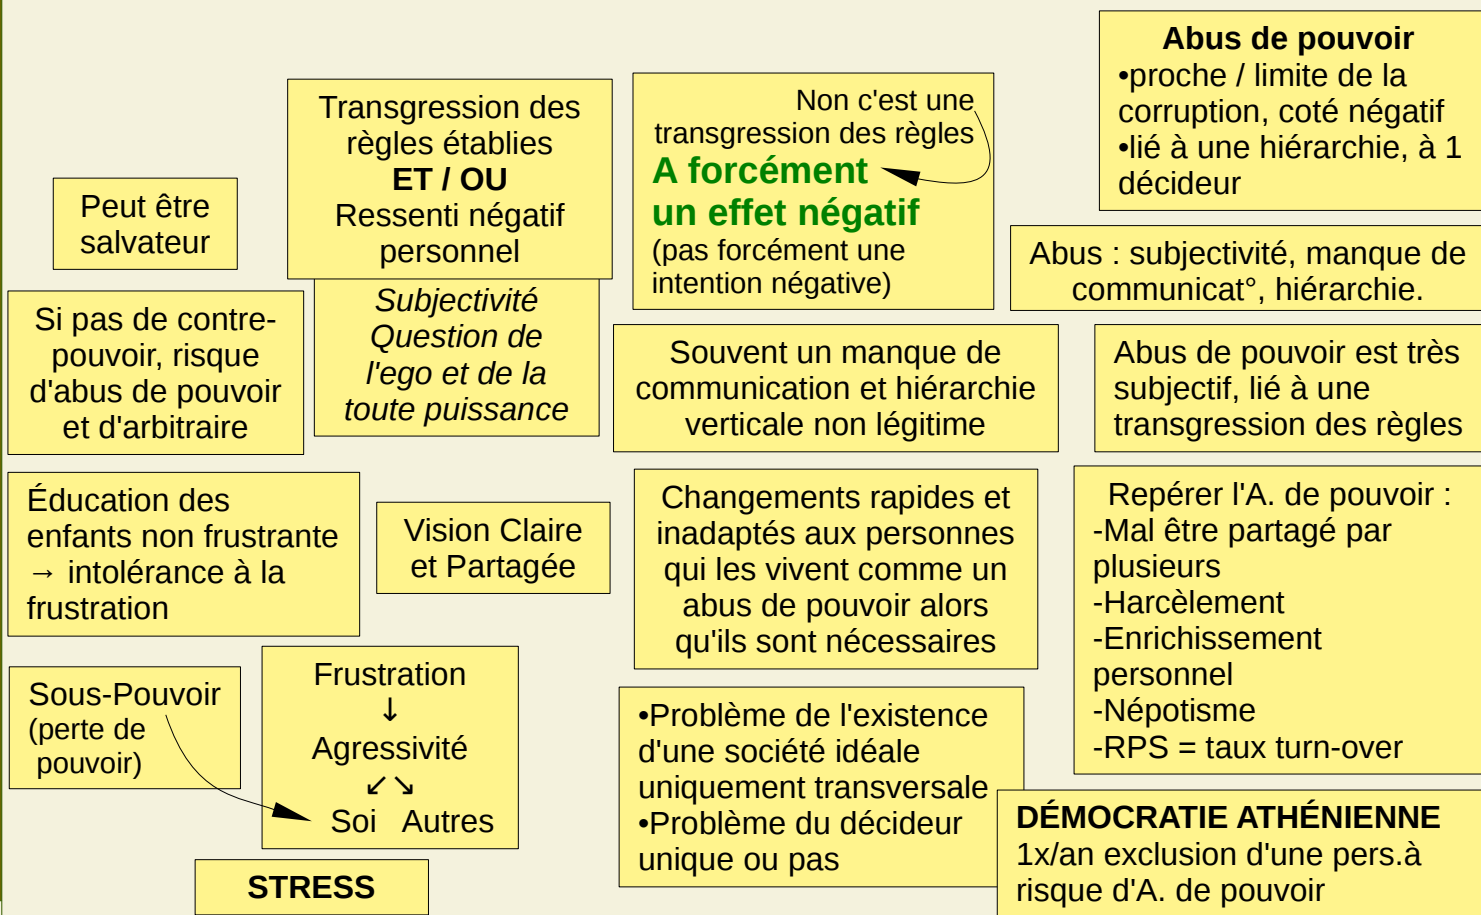 Peut être
salvateur
Transgression des
règles établies
ET / OU
Ressenti négatif
personnel
Subjectivité
Question de
l'ego et de la
toute puissance
Non c'est une
transgression des règles
A forcément
un effet négatif
(pas forcément une
intention négative)
Abus de pouvoir
•proche / limite de la
corruption, coté négatif
•lié à une hiérarchie, à 1
décideur
Abus : subjectivité, manque de
communicat°, hiérarchie.
Si pas de contre-
pouvoir, risque
d'abus de pouvoir
et d'arbitraire
Souvent un manque de
communication et hiérarchie
verticale non légitime
Abus de pouvoir est très
subjectif, lié à une
transgression des règles
Éducation des
enfants non frustrante
→ intolérance à la
frustration
Vision Claire
et Partagée
Changements rapides et
inadaptés aux personnes
qui les vivent comme un
abus de pouvoir alors
qu'ils sont nécessaires
Repérer l'A. de pouvoir :
-Mal être partagé par
plusieurs
-Harcèlement
-Enrichissement
personnel
-Népotisme
-RPS = taux turn-over
Sous-Pouvoir
(perte de
pouvoir)
Frustration
↓
Agressivité
↙↘
Soi Autres
STRESS
•Problème de l'existence
d'une société idéale
uniquement transversale
•Problème du décideur
unique ou pas
DÉMOCRATIE ATHÉNIENNE
1x/an exclusion d'une pers.à
risque d'A. de pouvoir